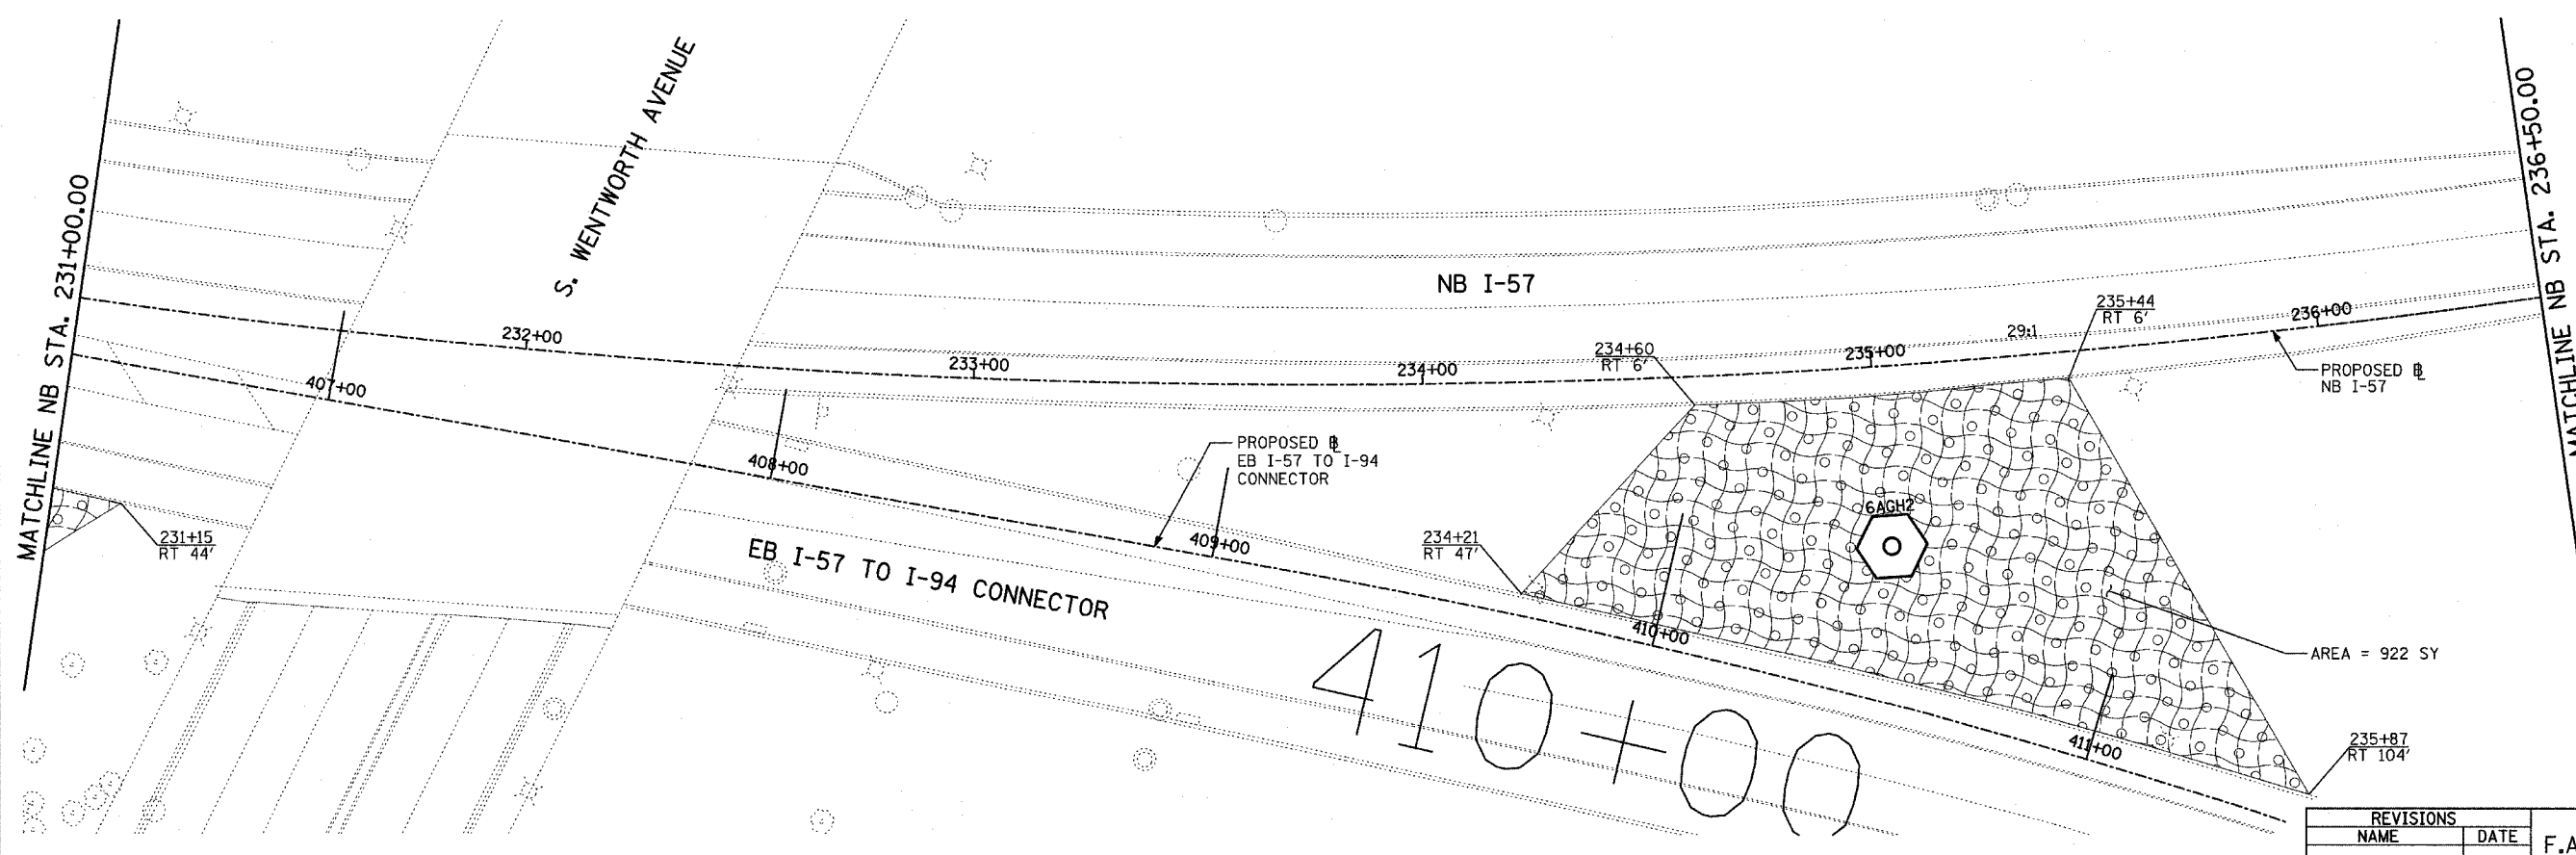 MATCHLINE NB STA. 231+00.00
S. WENTWORTH AVENUE
MATCHLINE NB STA. 236+50.00
NB I-57
232+00
233+00
234+00
235+00
236+00
29:1
234+60
RT 6'
235+44
RT 6'
PROPOSED ℄
NB I-57
407+00
408+00
409+00
410+00
411+00
PROPOSED ℄
EB I-57 TO I-94
CONNECTOR
EB I-57 TO I-94 CONNECTOR
231+15
RT 44'
234+21
RT 47'
6AGH2
AREA = 922 SY
410+00
235+87
RT 104'
REVISIONS
NAME DATE
F.A
MATCHLINE